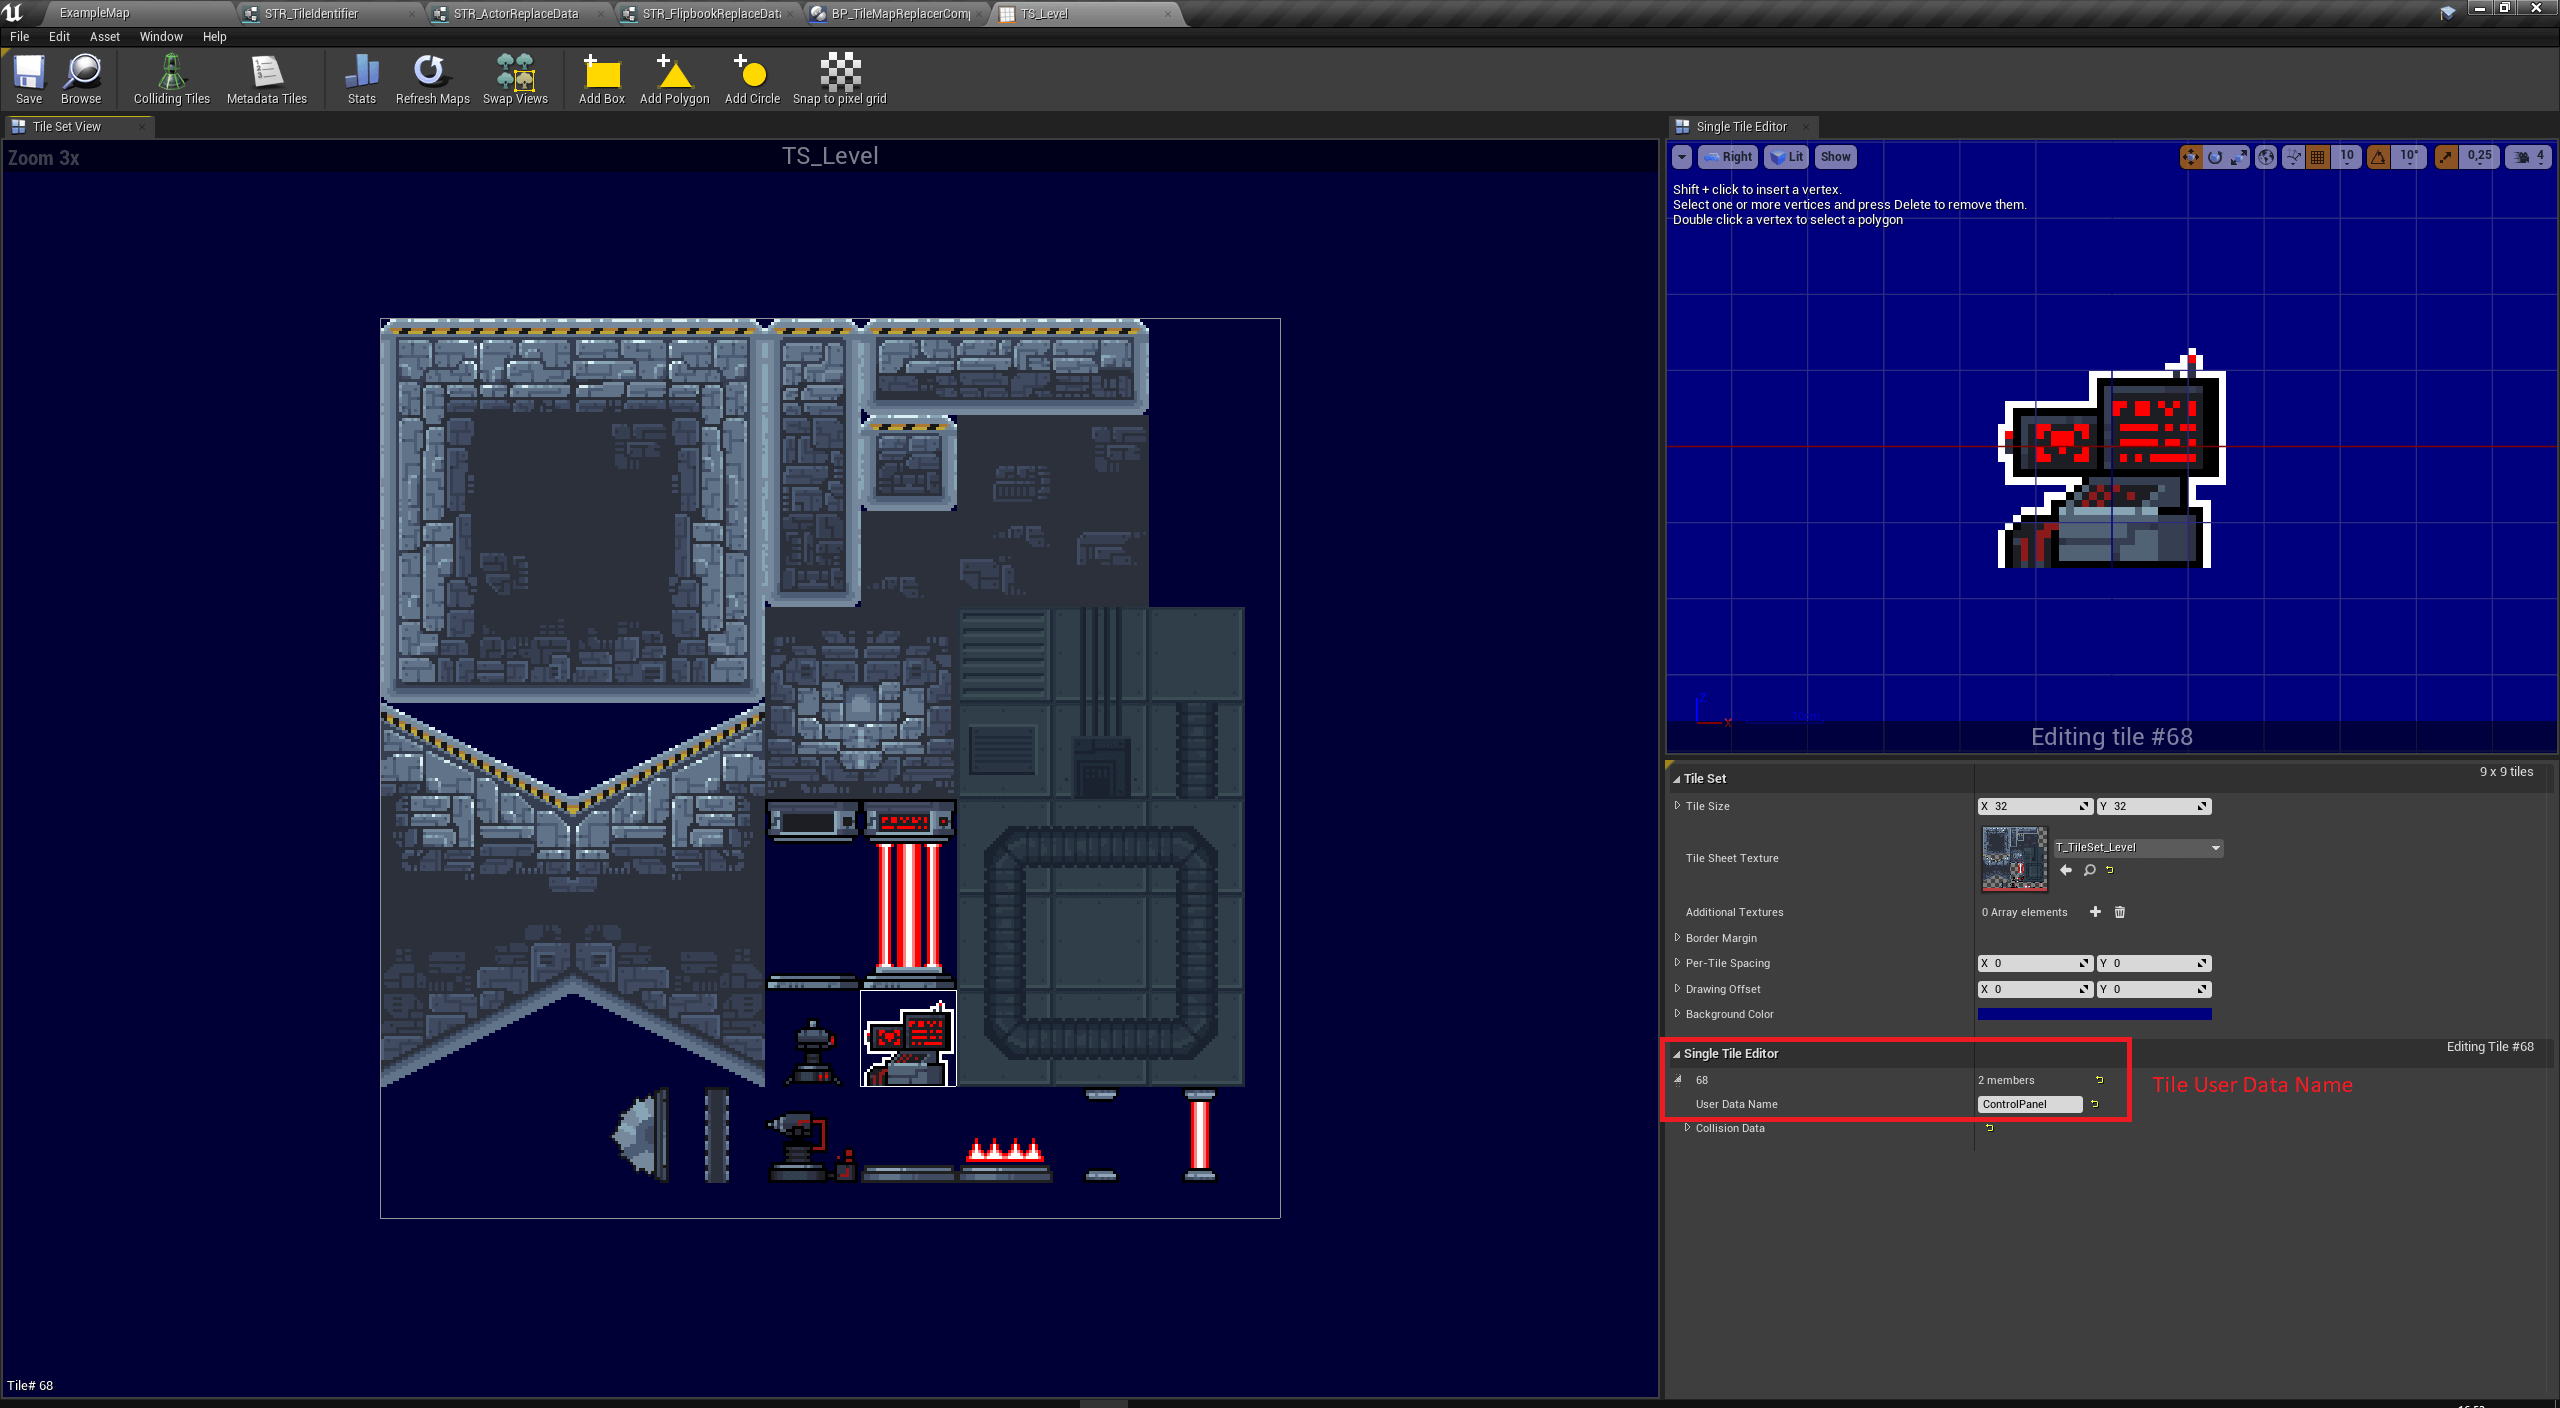 ExampleMap
STR_TileIdentifier
STR_ActorReplaceData
STR_FlipbookReplaceDat
BP_TileMapReplacerCom
TS_Level
File Edit Asset Window Help
Save
Browse
Colliding Tiles
Metadata Tiles
Stats
Refresh Maps
Swap Views
Add Box
Add Polygon
Add Circle
Snap to pixel grid
Tile Set View
Zoom 3x
TS_Level
Tile# 68
Single Tile Editor
Right
Lit
Show
10
10°
0,25
4
Shift + click to insert a vertex.
Select one or more vertices and press Delete to remove them.
Double click a vertex to select a polygon
Z
X
Editing tile #68
Tile Set
9 x 9 tiles
Tile Size X 32 Y 32
Tile Sheet Texture T_TileSet_Level
Additional Textures 0 Array elements
Border Margin
Per-Tile Spacing X 0 Y 0
Drawing Offset X 0 Y 0
Background Color
Single Tile Editor
Editing Tile #68
68 2 members
User Data Name ControlPanel
Tile User Data Name
Collision Data